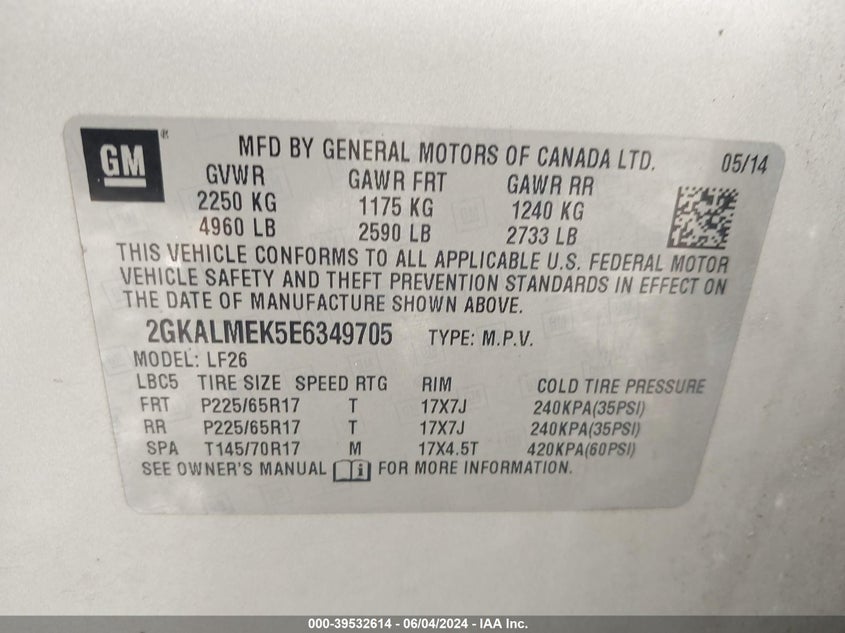 GM®
MFD BY GENERAL MOTORS OF CANADA LTD. 05/14
GVWR GAWR FRT GAWR RR
2250 KG 1175 KG 1240 KG
4960 LB 2590 LB 2733 LB
THIS VEHICLE CONFORMS TO ALL APPLICABLE U.S. FEDERAL MOTOR
VEHICLE SAFETY AND THEFT PREVENTION STANDARDS IN EFFECT ON
THE DATE OF MANUFACTURE SHOWN ABOVE.
2GKALMEK5E6349705 TYPE: M.P.V.
MODEL: LF26
LBC5 TIRE SIZE SPEED RTG RIM COLD TIRE PRESSURE
FRT P225/65R17 T 17X7J 240KPA(35PSI)
RR P225/65R17 T 17X7J 240KPA(35PSI)
SPA T145/70R17 M 17X4.5T 420KPA(60PSI)
SEE OWNER'S MANUAL i FOR MORE INFORMATION.
000-39532614 - 06/04/2024 - IAA Inc.